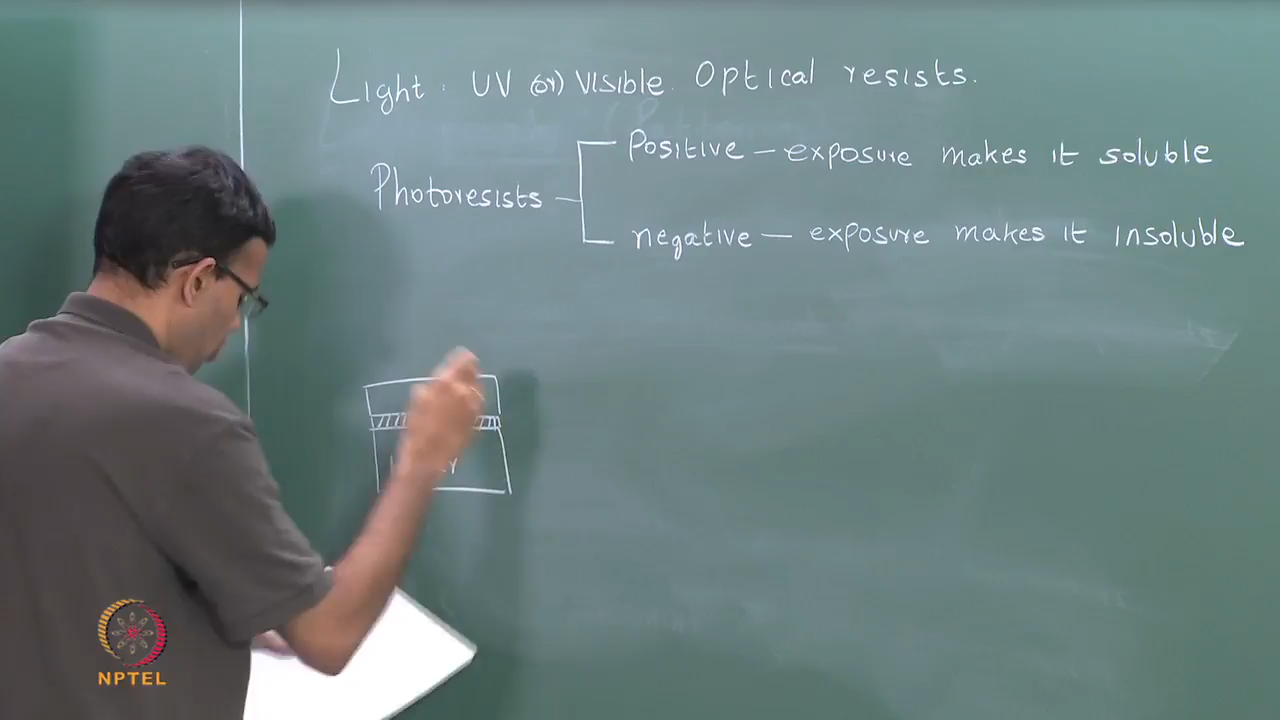 Light: UV (or) Visible. Optical resists.
Positive – exposure makes it soluble
Photoresists
negative – exposure makes it insoluble
NPTEL